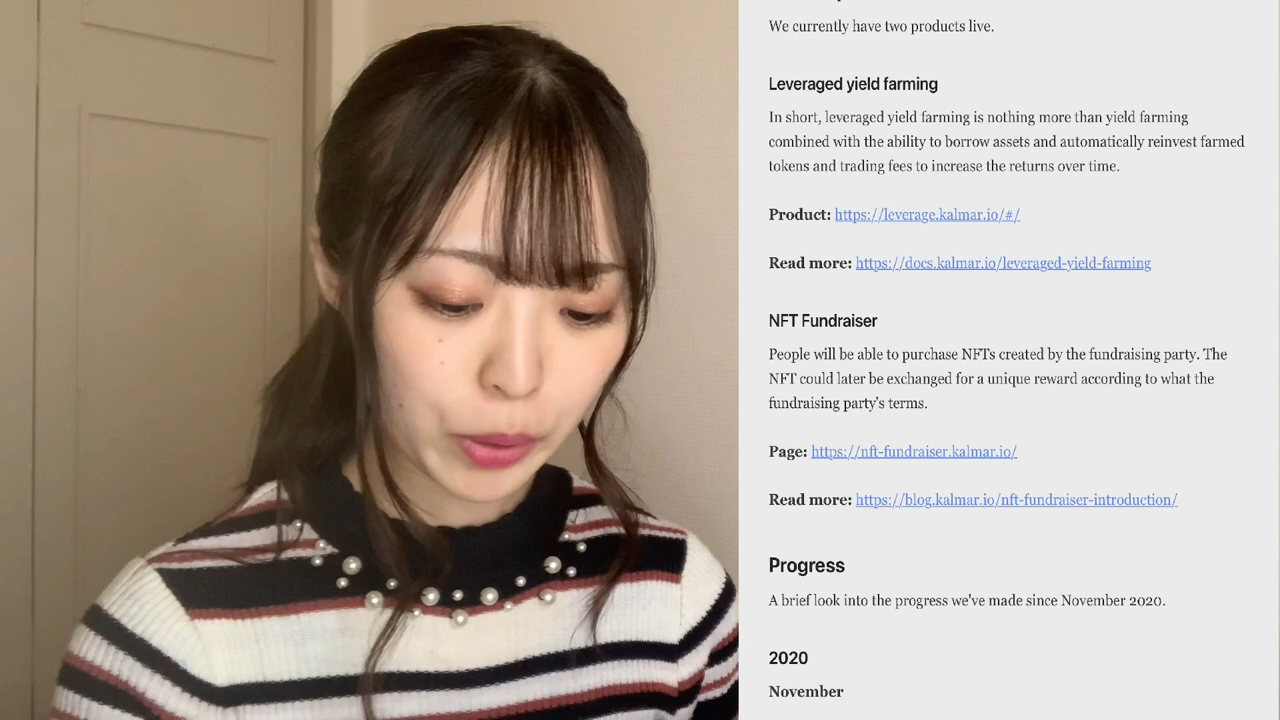 We currently have two products live.
Leveraged yield farming
In short, leveraged yield farming is nothing more than yield farming
combined with the ability to borrow assets and automatically reinvest farmed
tokens and trading fees to increase the returns over time.
Product: https://leverage.kalmar.io/#/
Read more: https://docs.kalmar.io/leveraged-yield-farming
NFT Fundraiser
People will be able to purchase NFTs created by the fundraising party. The
NFT could later be exchanged for a unique reward according to what the
fundraising party's terms.
Page: https://nft-fundraiser.kalmar.io/
Read more: https://blog.kalmar.io/nft-fundraiser-introduction/
Progress
A brief look into the progress we've made since November 2020.
2020
November